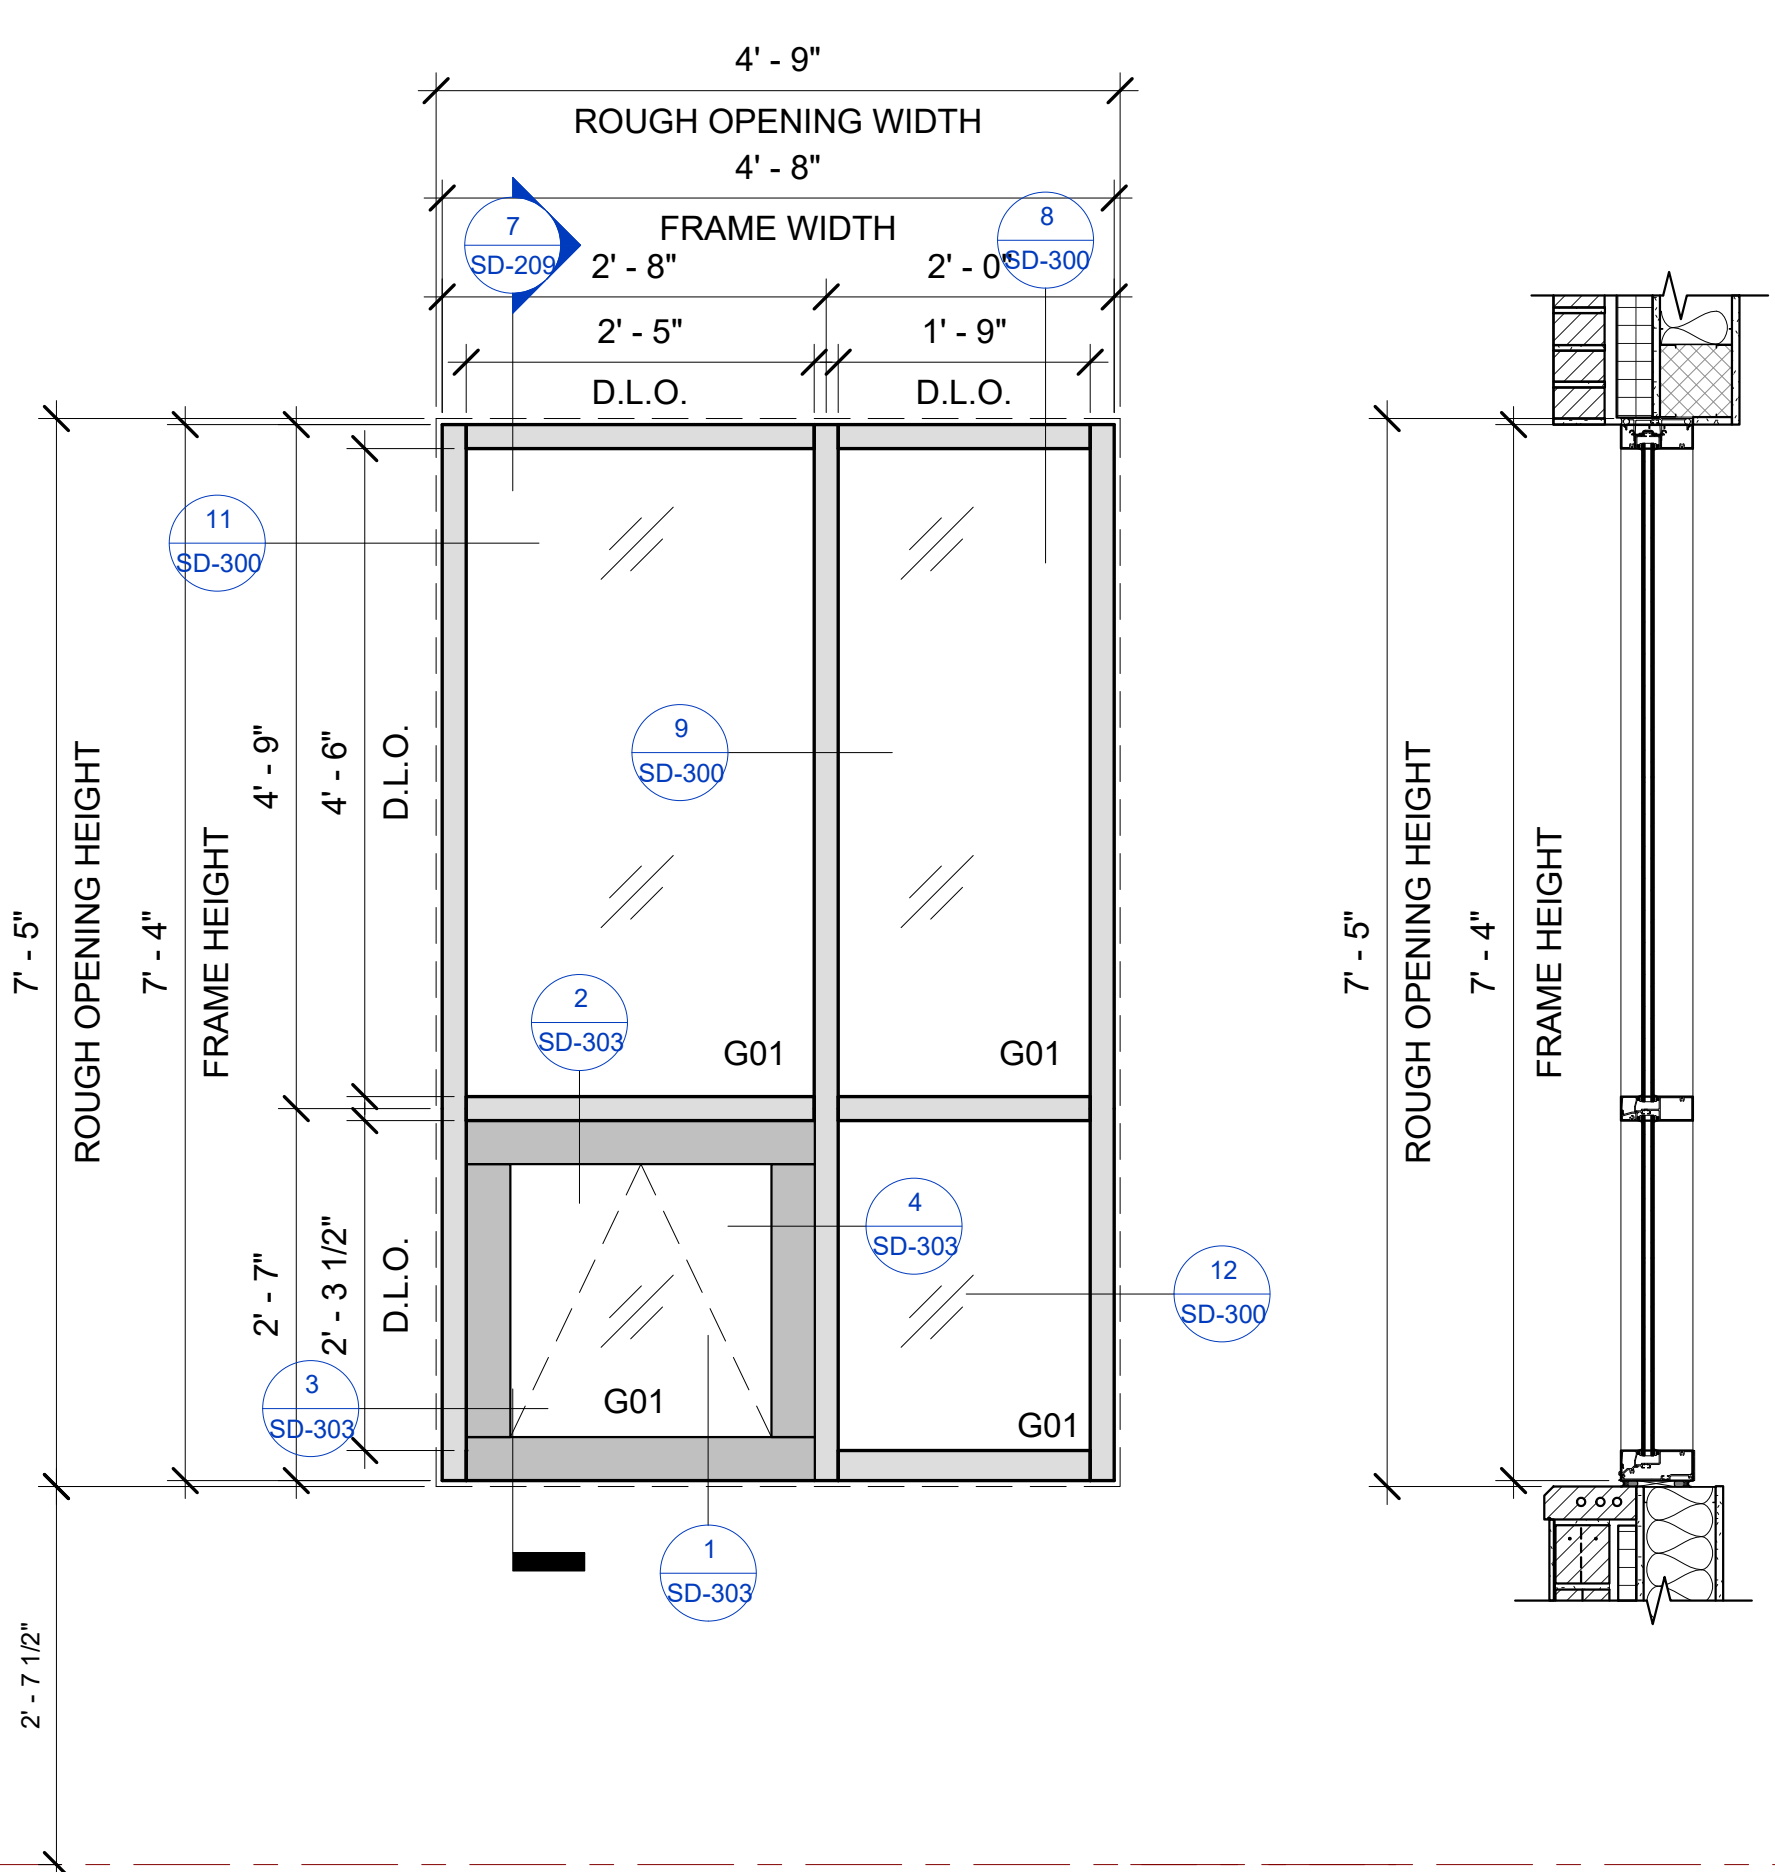 4' - 9"
ROUGH OPENING WIDTH
4' - 8"
FRAME WIDTH
7
SD-209
8
SD-300
2' - 8"
2' - 0"
2' - 5"
1' - 9"
D.L.O.
D.L.O.
11
SD-300
9
SD-300
7' - 5"
ROUGH OPENING HEIGHT
7' - 4"
FRAME HEIGHT
4' - 9"
4' - 6"
D.L.O.
2
SD-303
G01
G01
4
SD-303
12
SD-300
2' - 7"
2' - 3 1/2"
D.L.O.
3
SD-303
G01
G01
1
SD-303
2' - 7 1/2"
7' - 5"
ROUGH OPENING HEIGHT
7' - 4"
FRAME HEIGHT